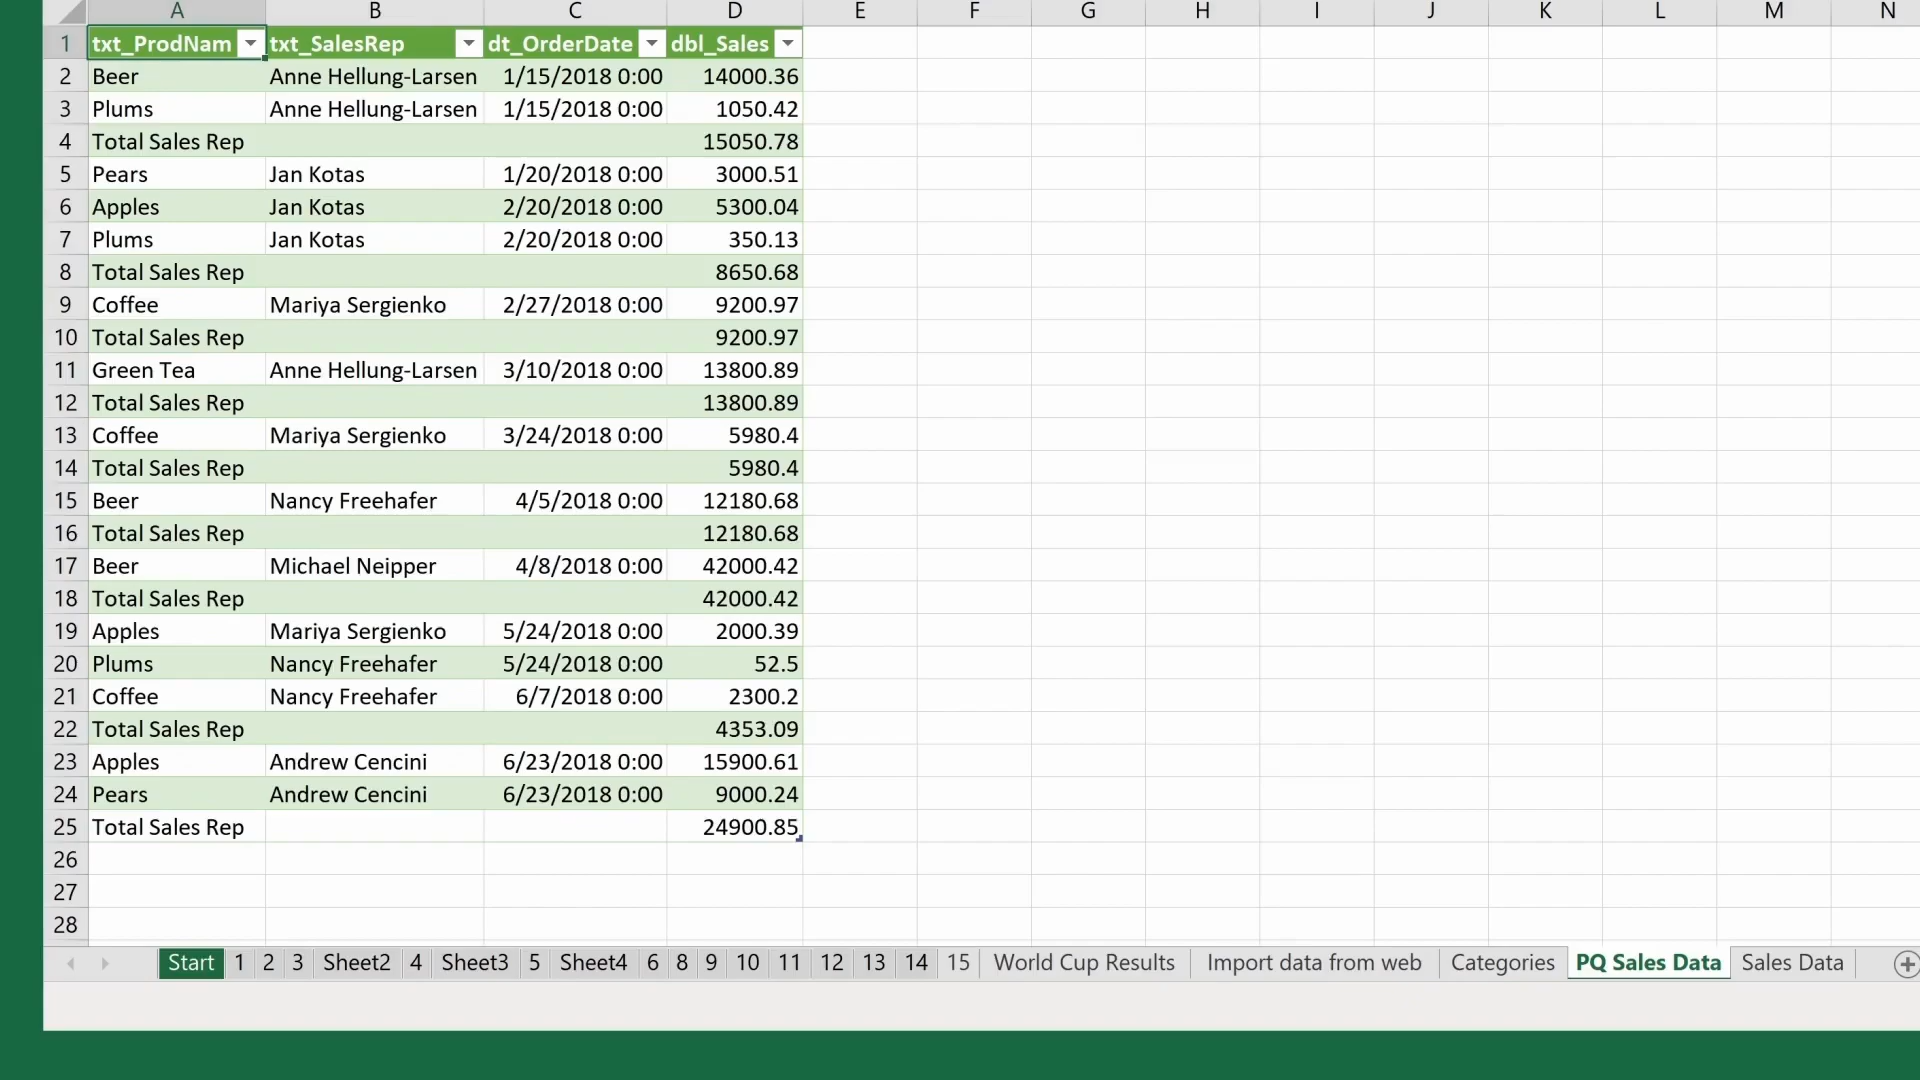 A B C D E F G H I J K L M N
1 txt_ProdNam txt_SalesRep dt_OrderDate dbl_Sales
2 Beer Anne Hellung-Larsen 1/15/2018 0:00 14000.36
3 Plums Anne Hellung-Larsen 1/15/2018 0:00 1050.42
4 Total Sales Rep 15050.78
5 Pears Jan Kotas 1/20/2018 0:00 3000.51
6 Apples Jan Kotas 2/20/2018 0:00 5300.04
7 Plums Jan Kotas 2/20/2018 0:00 350.13
8 Total Sales Rep 8650.68
9 Coffee Mariya Sergienko 2/27/2018 0:00 9200.97
10 Total Sales Rep 9200.97
11 Green Tea Anne Hellung-Larsen 3/10/2018 0:00 13800.89
12 Total Sales Rep 13800.89
13 Coffee Mariya Sergienko 3/24/2018 0:00 5980.4
14 Total Sales Rep 5980.4
15 Beer Nancy Freehafer 4/5/2018 0:00 12180.68
16 Total Sales Rep 12180.68
17 Beer Michael Neipper 4/8/2018 0:00 42000.42
18 Total Sales Rep 42000.42
19 Apples Mariya Sergienko 5/24/2018 0:00 2000.39
20 Plums Nancy Freehafer 5/24/2018 0:00 52.5
21 Coffee Nancy Freehafer 6/7/2018 0:00 2300.2
22 Total Sales Rep 4353.09
23 Apples Andrew Cencini 6/23/2018 0:00 15900.61
24 Pears Andrew Cencini 6/23/2018 0:00 9000.24
25 Total Sales Rep 24900.85
26
27
28
Start 1 2 3 Sheet2 4 Sheet3 5 Sheet4 6 8 9 10 11 12 13 14 15 World Cup Results Import data from web Categories PQ Sales Data Sales Data